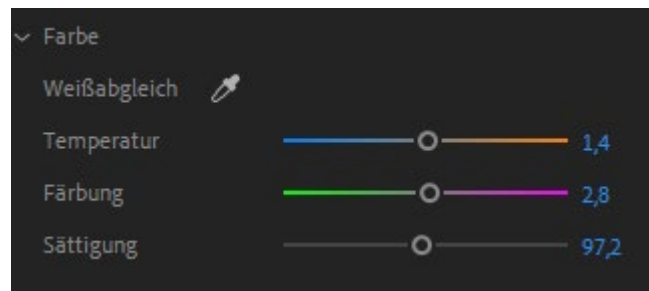 Farbe
Weißabgleich
Temperatur 1,4
Färbung 2,8
Sättigung 97,2